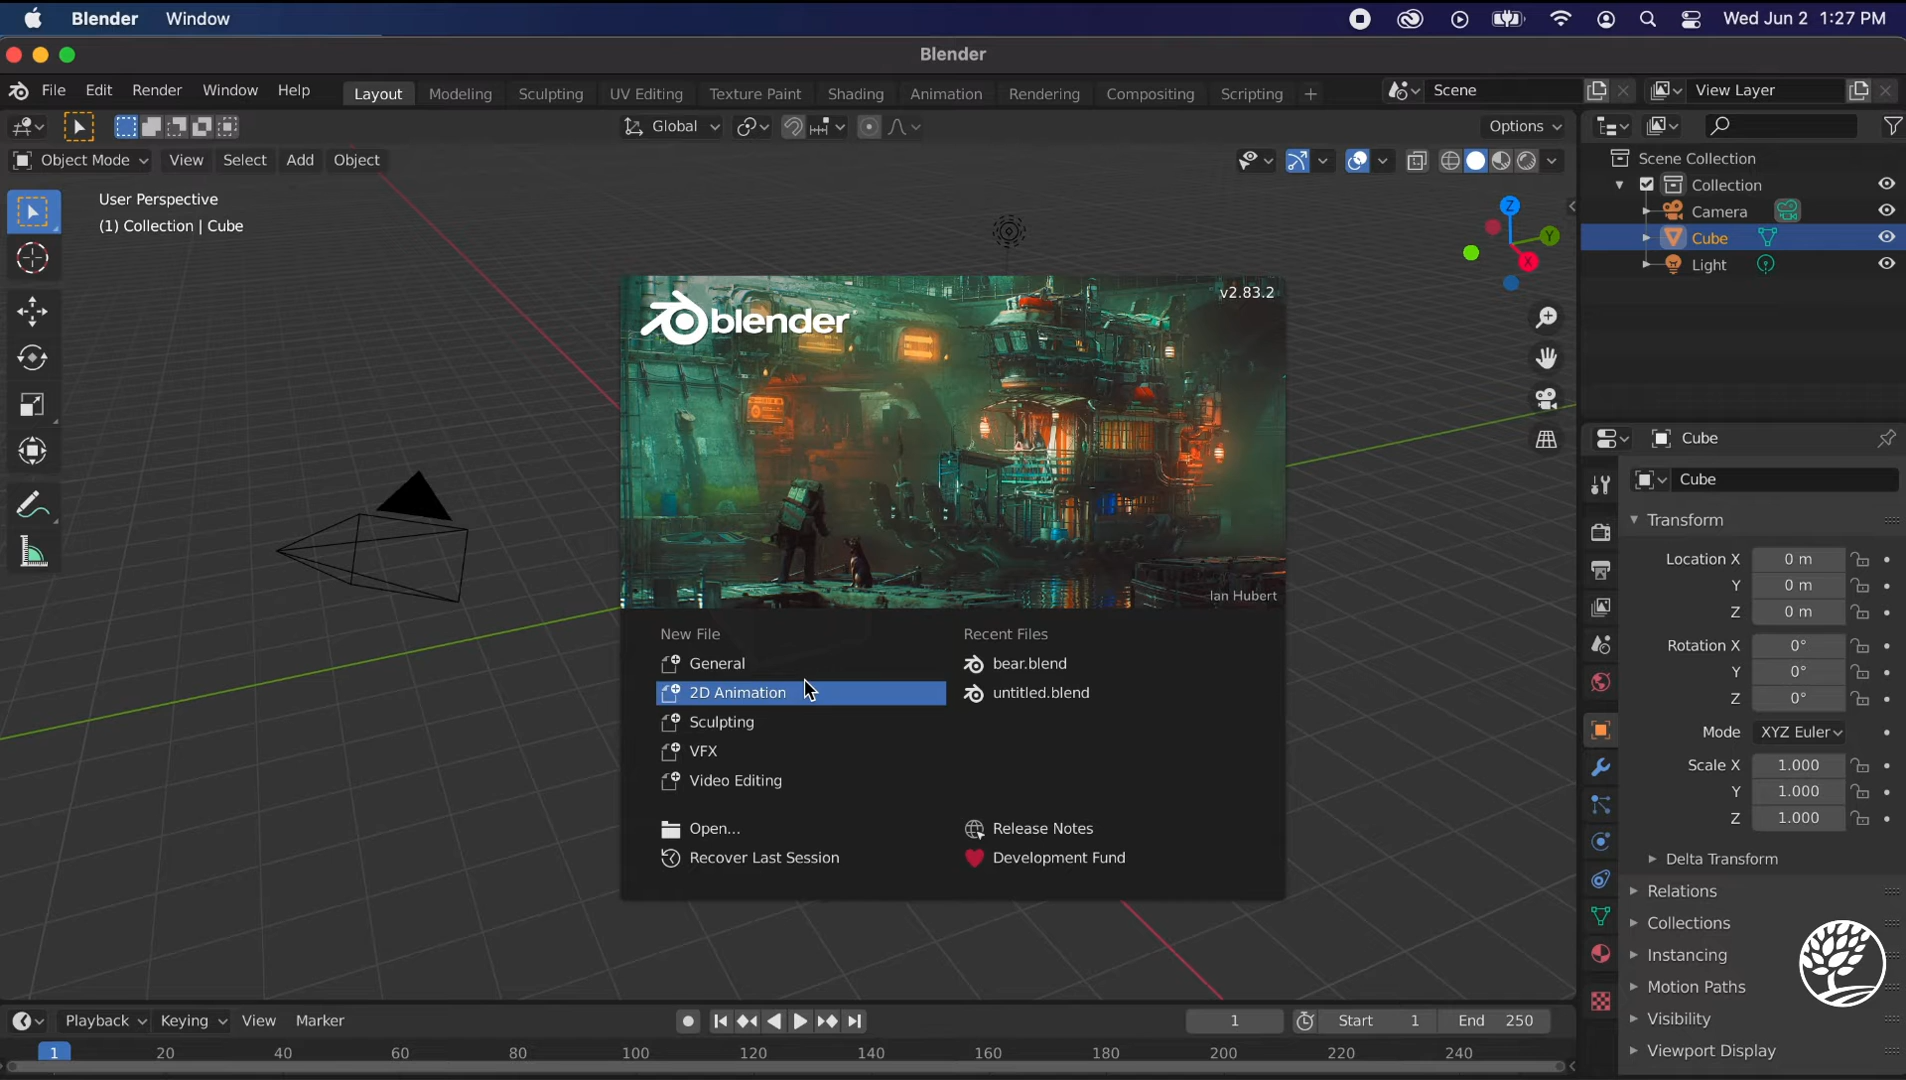 Blender Window Wed Jun 2 1:27 PM
Blender
File Edit Render Window Help Layout Modeling Sculpting UV Editing Texture Paint Shading Animation Rendering Compositing Scripting + Scene View Layer
Global Options
Object Mode View Select Add Object
User Perspective
(1) Collection | Cube
Scene Collection
Collection
Camera
Cube
Light
Z
Y
X
blender
v2.83.2
Ian Hubert
New File
General
2D Animation
Sculpting
VFX
Video Editing
Open...
Recover Last Session
Recent Files
bear.blend
untitled.blend
Release Notes
Development Fund
Cube
Cube
Transform
Location X 0 m
Y 0 m
Z 0 m
Rotation X 0°
Y 0°
Z 0°
Mode XYZ Euler
Scale X 1.000
Y 1.000
Z 1.000
Delta Transform
Relations
Collections
Instancing
Motion Paths
Visibility
Viewport Display
Playback Keying View Marker 1 Start 1 End 250
1 20 40 60 80 100 120 140 160 180 200 220 240